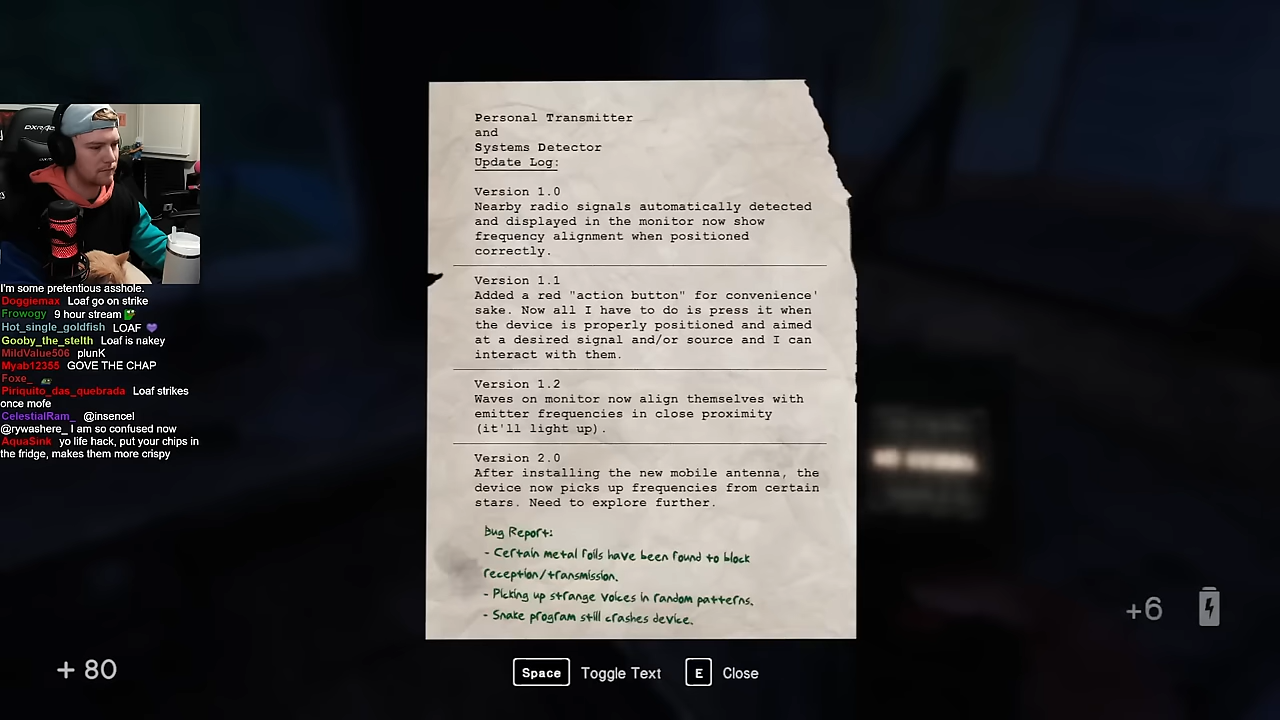 Personal Transmitter
and
Systems Detector
Update Log:
Version 1.0
Nearby radio signals automatically detected
and displayed in the monitor now show
frequency alignment when positioned
correctly.
Version 1.1
Added a red "action button" for convenience'
sake. Now all I have to do is press it when
the device is properly positioned and aimed
at a desired signal and/or source and I can
interact with them.
Version 1.2
Waves on monitor now align themselves with
emitter frequencies in close proximity
(it'll light up).
Version 2.0
After installing the new mobile antenna, the
device now picks up frequencies from certain
stars. Need to explore further.
Bug Report:
- Certain metal foils have been found to block
reception/transmission.
- Picking up strange voices in random patterns.
- Snake program still crashes device.
I'm some pretentious asshole.
Doggiemax Loaf go on strike
Frowogy 9 hour stream
Hot_single_goldfish LOAF
Gooby_the_stelth Loaf is nakey
MildValue506 plunK
Myab12355 GOVE THE CHAP
Foxe_
Piriquito_das_quebrada Loaf strikes
once mofe
CelestialRam_ @insencel
@rywashere_ I am so confused now
AquaSink yo life hack, put your chips in
the fridge, makes them more crispy
+6
+ 80
Space Toggle Text E Close